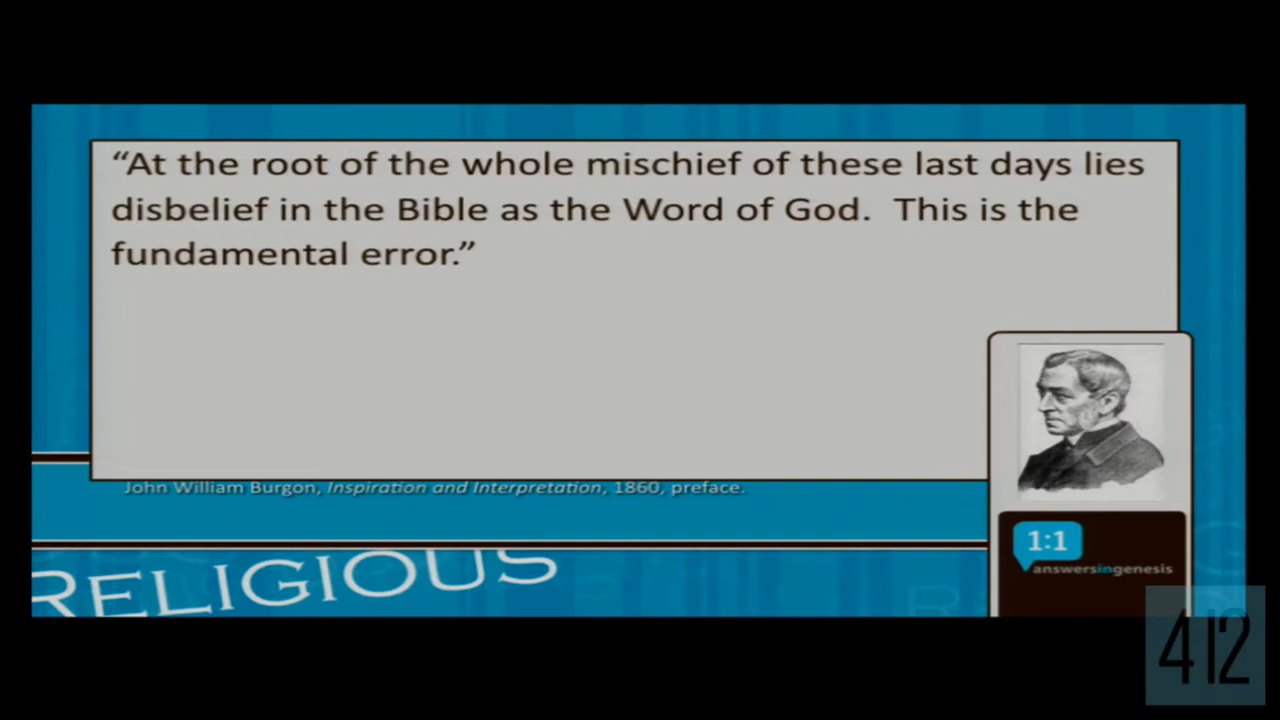 “At the root of the whole mischief of these last days lies
disbelief in the Bible as the Word of God.  This is the
fundamental error.”
John William Burgon, Inspiration and Interpretation, 1860, preface.
1:1
answersingenesis
RELIGIOUS
412